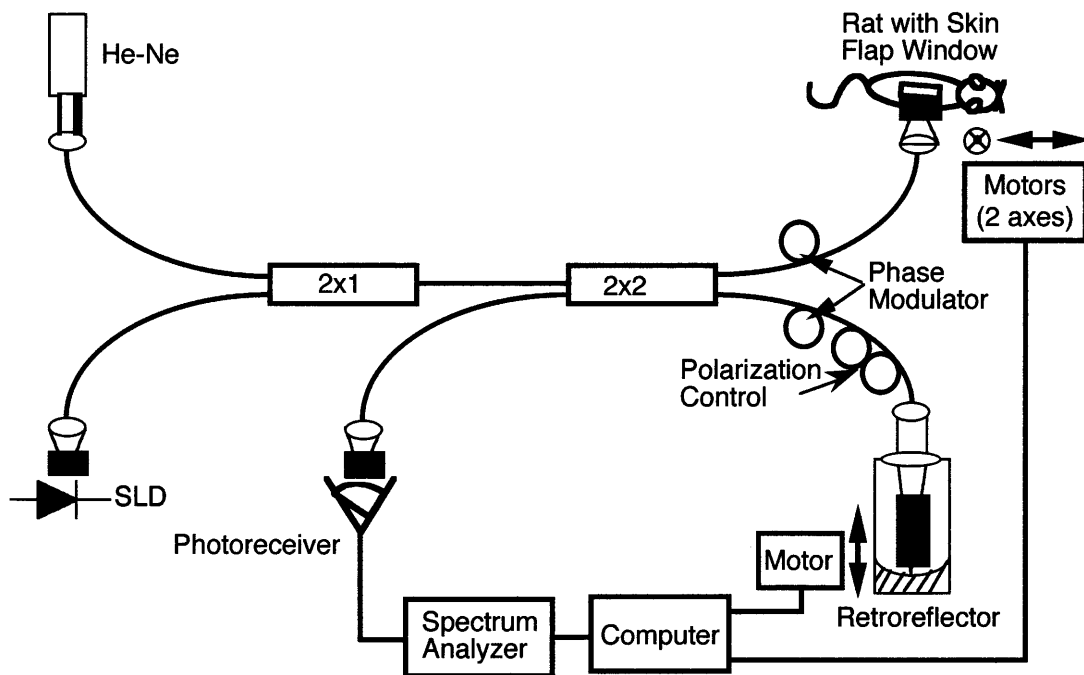 He-Ne
Rat with Skin
Flap Window
Motors
(2 axes)
2x1
2x2
Phase
Modulator
Polarization
Control
SLD
Photoreceiver
Motor
Retroreflector
Spectrum
Analyzer
Computer